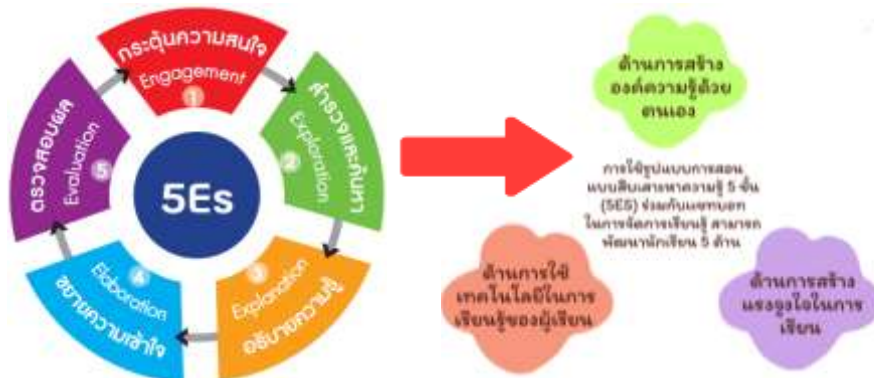 กระตุ้นความสนใจ
Engagement
1
สำรวจและค้นหา
Exploration
2
อธิบายความรู้
Explanation
3
ขยายความเข้าใจ
Elaboration
4
ตรวจสอบผล
Evaluation
5
5Es
ด้านการสร้าง
องค์ความรู้ด้วย
ตนเอง
การใช้รูปแบบการสอน
แบบสืบเสาะหาความรู้ 5 ขั้น
(5ES) ร่วมกับแชทบอท
ในการจัดการเรียนรู้ สามารถ
พัฒนานักเรียน 5 ด้าน
ด้านการใช้
เทคโนโลยีในการ
เรียนรู้ของผู้เรียน
ด้านการสร้าง
แรงจูงใจในการ
เรียน